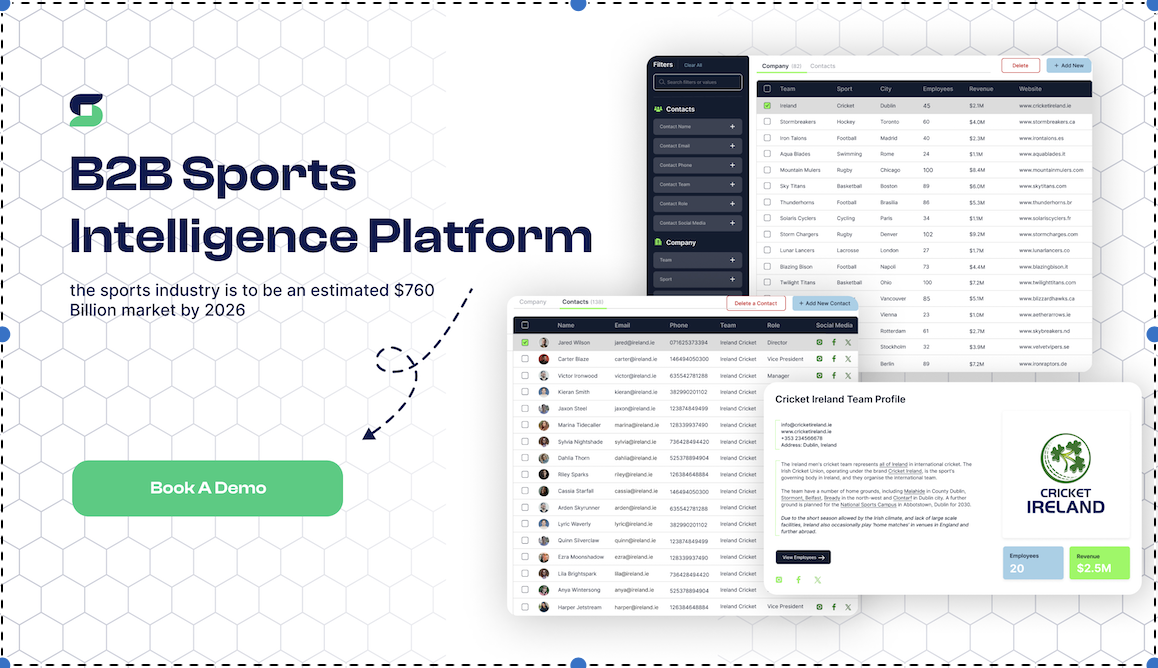 B2B Sports
Intelligence Platform
the sports industry is to be an estimated $760
Billion market by 2026
Book A Demo
Filters Clear All
Search filters or values
Contacts
Contact Name +
Contact Email +
Contact Phone +
Contact Team +
Contact Role +
Contact Social Media +
Company
Team +
Sport +
Company (82) Contacts Delete + Add New
Team Sport City Employees Revenue Website
Ireland Cricket Dublin 45 $2.1M www.cricketireland.ie
Stormbreakers Hockey Toronto 60 $4.0M www.stormbreakers.ca
Iron Talons Football Madrid 40 $2.3M www.irontalons.es
Aqua Blades Swimming Rome 24 $1.1M www.aquablades.it
Mountain Mulers Rugby Chicago 100 $8.4M www.mountainmulers.com
Sky Titans Basketball Boston 89 $6.0M www.skytitans.com
Thunderhorns Football Brasilia 86 $5.3M www.thunderhorns.br
Solaris Cyclers Cycling Paris 34 $1.1M www.solariscyclers.fr
Storm Chargers Rugby Denver 102 $9.2M www.stormcharges.com
Lunar Lancers Lacrosse London 27 $1.7M www.lunarlancers.co
Blazing Bison Football Napoli 73 $4.4M www.blazingbison.it
Twilight Titans Basketball Ohio 100 $7.2M www.twilighttitans.com
Vancouver 85 $5.1M www.blizzardhawks.ca
Vienna 23 $1.0M www.aetherarrows.ie
Rotterdam 61 $2.7M www.skybreakers.nd
Stockholm 32 $3.9M www.velvetvipers.se
Berlin 69 $7.2M www.ironraptors.de
Company Contacts (138) Delete a Contact + Add New Contact
Name Email Phone Team Role Social Media
Jared Wilson jared@ireland.ie 071625373394 Ireland Cricket Director
Carter Blaze carter@ireland.ie 146494050300 Ireland Cricket Vice President
Victor Ironwood victor@ireland.ie 635542781288 Ireland Cricket Manager
Kieran Smith kieran@ireland.ie 382990201102 Ireland Cricket
Jaxon Steel jaxon@ireland.ie 123874849499 Ireland Cricket
Marina Tidecaller marina@ireland.ie 128339937490 Ireland Cricket
Sylvia Nightshade sylvia@ireland.ie 736428494420 Ireland Cricket
Dahlia Thorn dahlia@ireland.ie 525378894904 Ireland Cricket
Riley Sparks riley@ireland.ie 126384648884 Ireland Cricket
Cassia Starfall cassia@ireland.ie 146494050300 Ireland Cricket
Arden Skyrunner arden@ireland.ie 635542781288 Ireland Cricket
Lyric Waverly lyric@ireland.ie 382990201102 Ireland Cricket
Quinn Silverclaw quinn@ireland.ie 123874849499 Ireland Cricket
Ezra Moonshadow ezra@ireland.ie 128339937490 Ireland Cricket
Lila Brightspark lila@ireland.ie 736428494420 Ireland Cricket
Anya Wintersong anya@ireland.ie 525378894904 Ireland Cricket
Harper Jetstream harper@ireland.ie 126384648884 Ireland Cricket Vice President
Cricket Ireland Team Profile
info@cricketireland.ie
www.cricketireland.ie
+353 234566678
Address: Dublin, Ireland
The Ireland men's cricket team represents all of Ireland in international cricket. The
Irish Cricket Union, operating under the brand Cricket Ireland, is the sport's
governing body in Ireland, and they organise the international team.
The team have a number of home grounds, including Malahide in County Dublin,
Stormont, Belfast, Bready in the north-west and Clontarf in Dublin city. A further
ground is planned for the National Sports Campus in Abbotstown, Dublin for 2030.
Due to the short season allowed by the Irish climate, and lack of large scale
facilities, Ireland also occasionally play 'home matches' in venues in England and
further abroad.
View Employees
CRICKET
IRELAND
Employees
20
Revenue
$2.5M